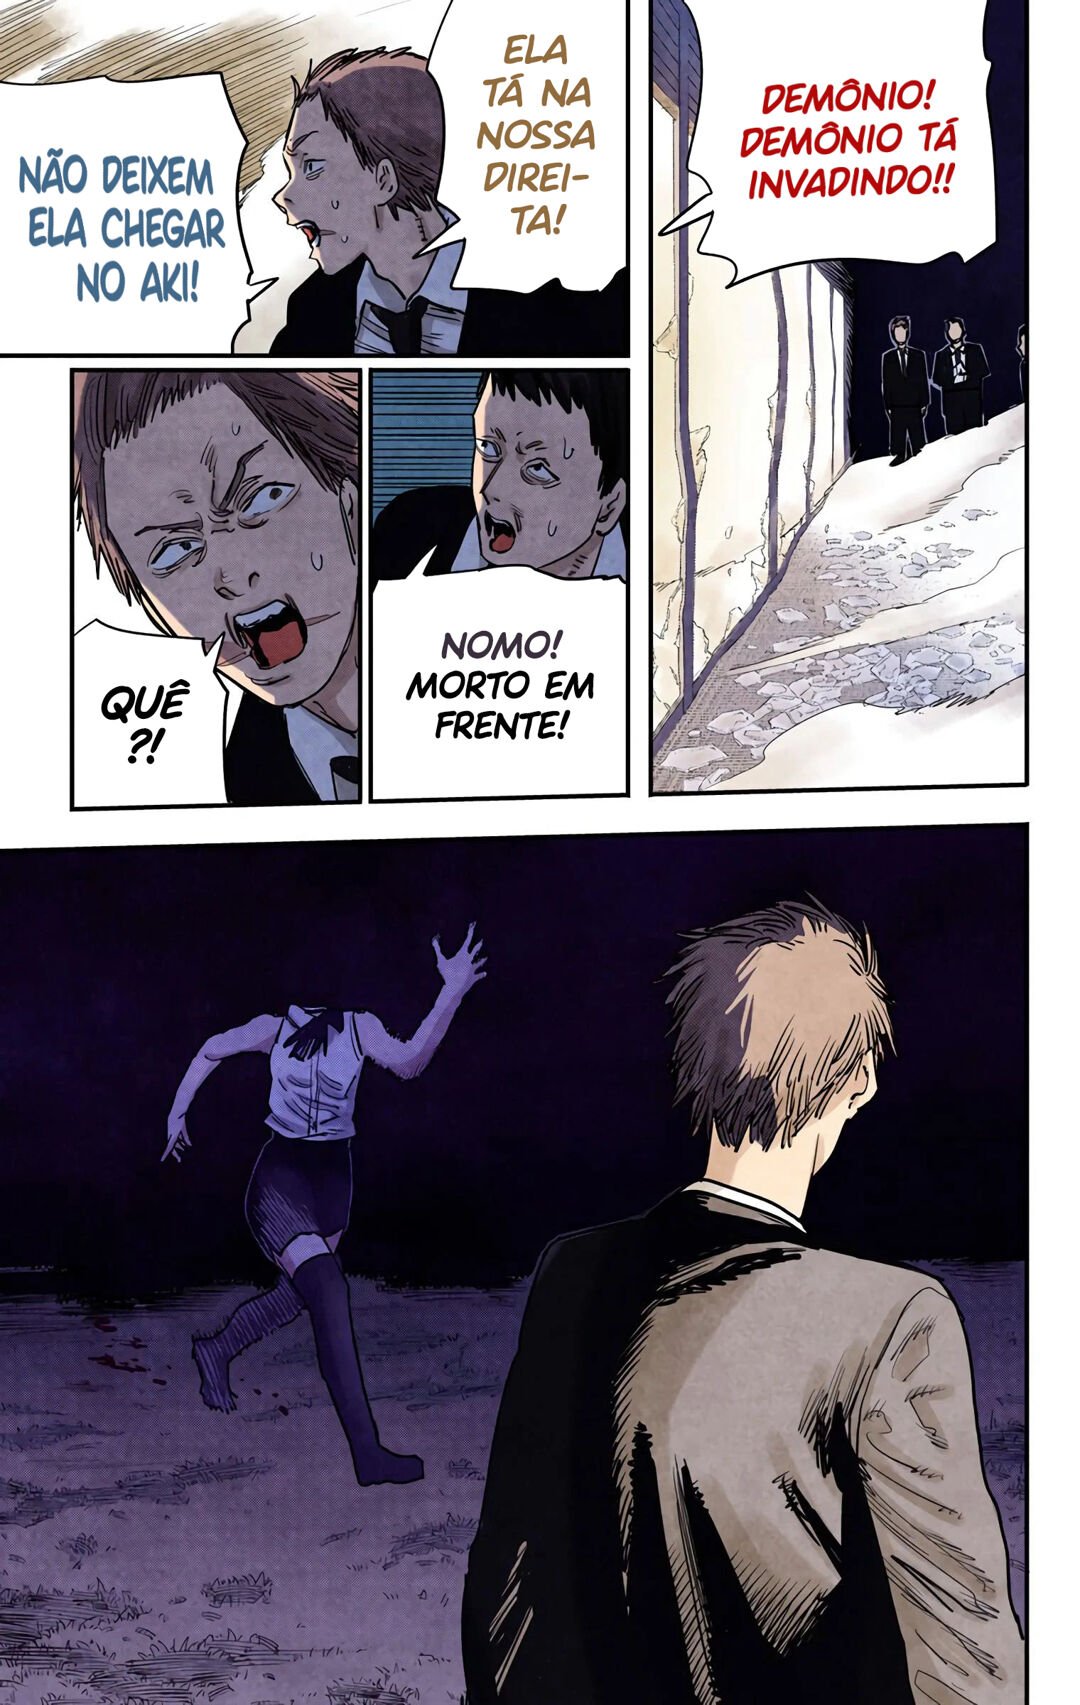 DEMÔNIO!
DEMÔNIO TÁ
INVADINDO!!
ELA
TÁ NA
NOSSA
DIREI-
TA!
NÃO DEIXEM
ELA CHEGAR
NO AKI!
NOMO!
MORTO EM
FRENTE!
QUÊ
?!